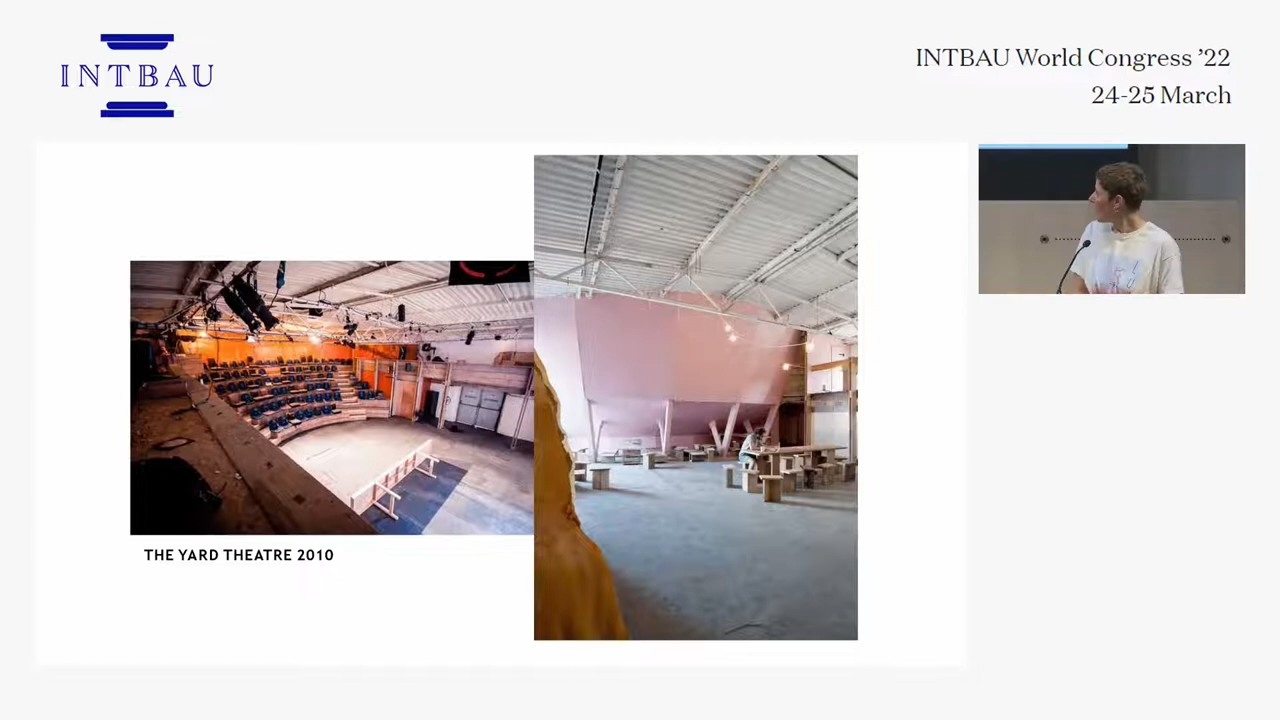 INTBAU
INTBAU World Congress ’22
24-25 March
THE YARD THEATRE 2010